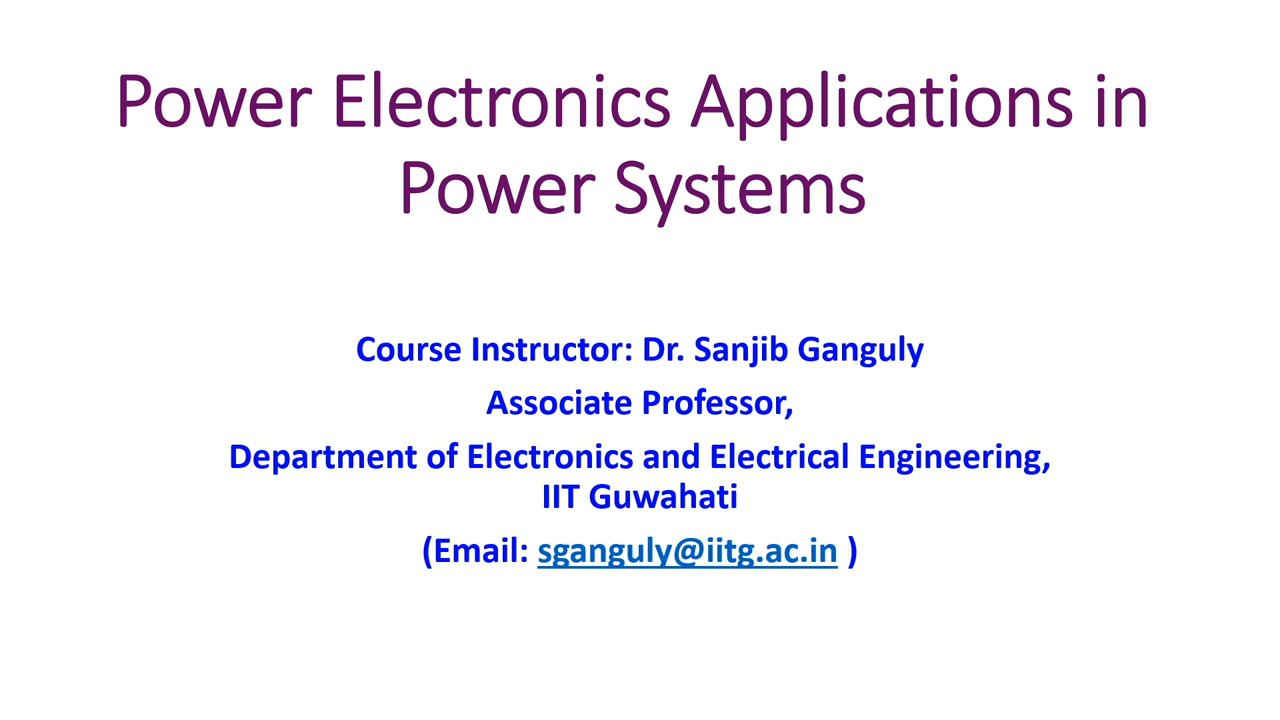 Power Electronics Applications in
Power Systems
Course Instructor: Dr. Sanjib Ganguly
Associate Professor,
Department of Electronics and Electrical Engineering,
IIT Guwahati
(Email: sganguly@iitg.ac.in )